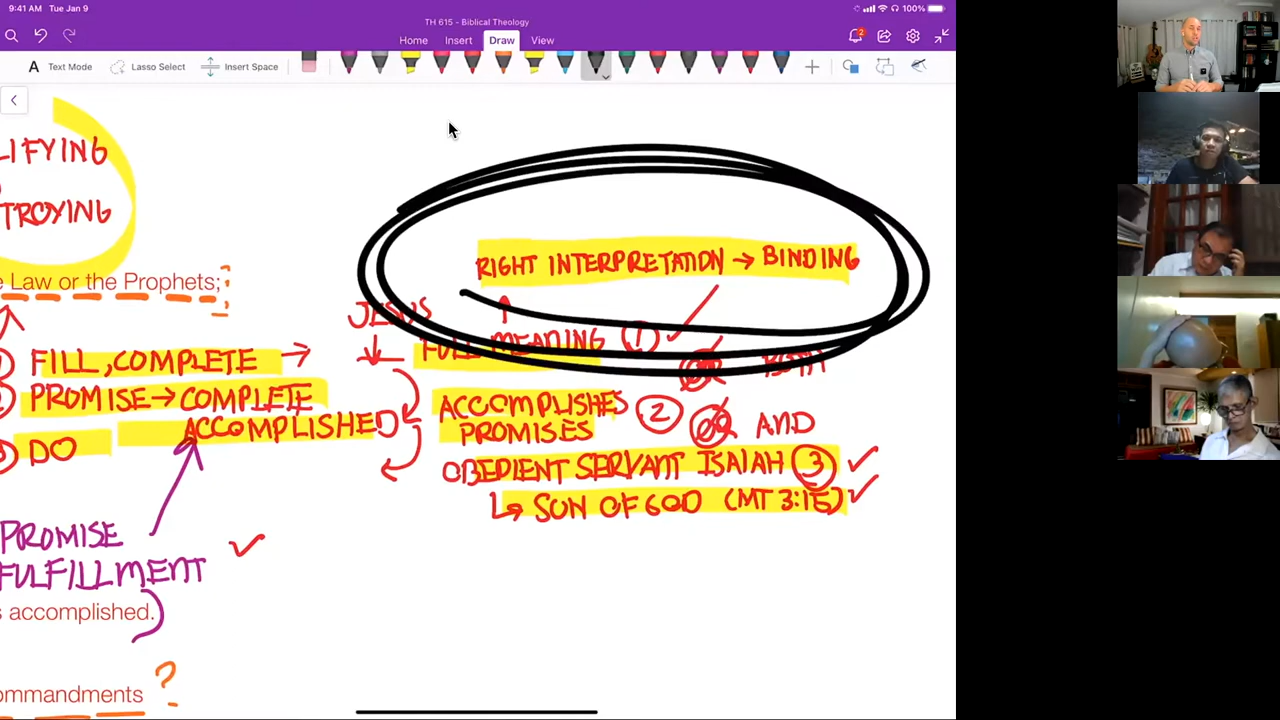 9:41 AM Tue Jan 9
100%
TH 615 - Biblical Theology
Home Insert Draw View
2
A Text Mode Lasso Select Insert Space
LIFYING
TROYING
e Law or the Prophets;
RIGHT INTERPRETATION → BINDING
JESUS
FULL MEANING 1
BOTH
FILL, COMPLETE →
PROMISE → COMPLETE
ACCOMPLISHED
DO
ACCOMPLISHES 2 AND
PROMISES
OBEDIENT SERVANT ISAIAH 3
↳ SON OF GOD (MT 3:15)
PROMISE
FULFILLMENT
s accomplished.
ommandments ?